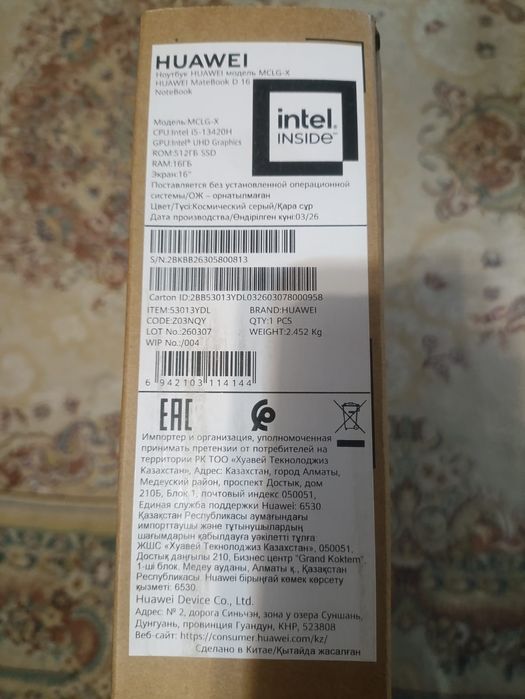 HUAWEI
Ноутбук HUAWEI модель MCLG-X
HUAWEI MateBook D 16
NoteBook
intel
INSIDE
Модель:MCLG-X
CPU:Intel i5-13420H
GPU:Intel® UHD Graphics
ROM:512ГБ SSD
RAM:16ГБ
Экран:16"
Поставляется без установленной операционной
системы/ОЖ – орнатылмаған
Цвет/Түсі:Космический серый/Қара сұр
Дата производства/Өндірілген күні:03/26
S/N:2BKBB26305800813
Carton ID:2BB53013YDL032603078000958
ITEM:53013YDL BRAND:HUAWEI
CODE:Z03NQY QTY:1 PCS
LOT No.:260307 WEIGHT:2.452 Kg
WIP No.:/004
6 942103 114144
EAC
Импортер и организация, уполномоченная
принимать претензии от потребителей на
территории РК ТОО «Хуавей Текнолоджиз
Казахстан», Адрес: Казахстан, город Алматы,
Медеуский район, проспект Достык, дом
210Б, Блок 1, почтовый индекс 050051,
Единая служба поддержки Huawei: 6530
Қазақстан Республикасы аумағындағы
импорттаушы және тұтынушылардың
шағымдарын қабылдауға уәкілетті тұлға
ЖШС «Хуавей Текнолоджиз Казахстан», 050051,
Достық даңғылы 210, Бизнес центр "Grand Koktem",
1-ші блок. Медеу ауданы, Алматы қ., Қазақстан
Республикасы. Huawei бірыңғай көмек көрсету
қызметі: 6530.
Huawei Device Co., Ltd.
Адрес: № 2, дорога Синьчэн, зона у озера Суншань,
Дунгуань, провинция Гуандун, КНР, 523808
Веб-сайт: https://consumer.huawei.com/kz/
Сделано в Китае/Қытайда жасалған